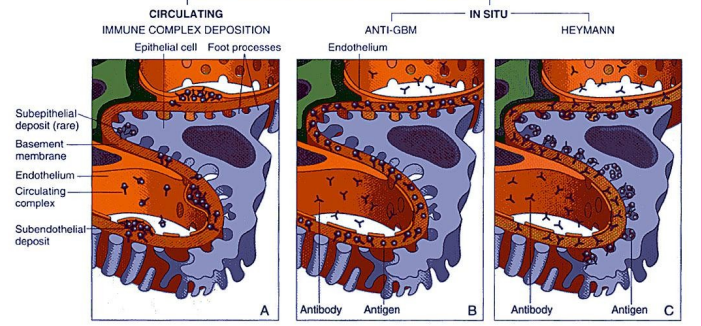 CIRCULATING
IMMUNE COMPLEX DEPOSITION
IN SITU
ANTI-GBM
HEYMANN
Epithelial cell
Foot processes
Endothelium
Subepithelial
deposit (rare)
Basement
membrane
Endothelium
Circulating
complex
Subendothelial
deposit
A
Antibody
Antigen
B
Antibody
Antigen
C